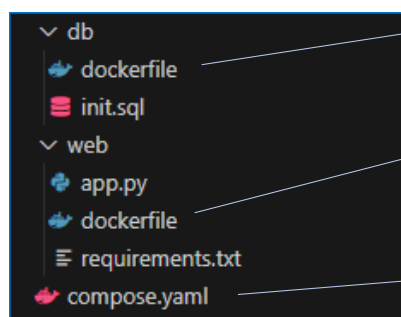 db
dockerfile
init.sql
web
app.py
dockerfile
requirements.txt
compose.yaml